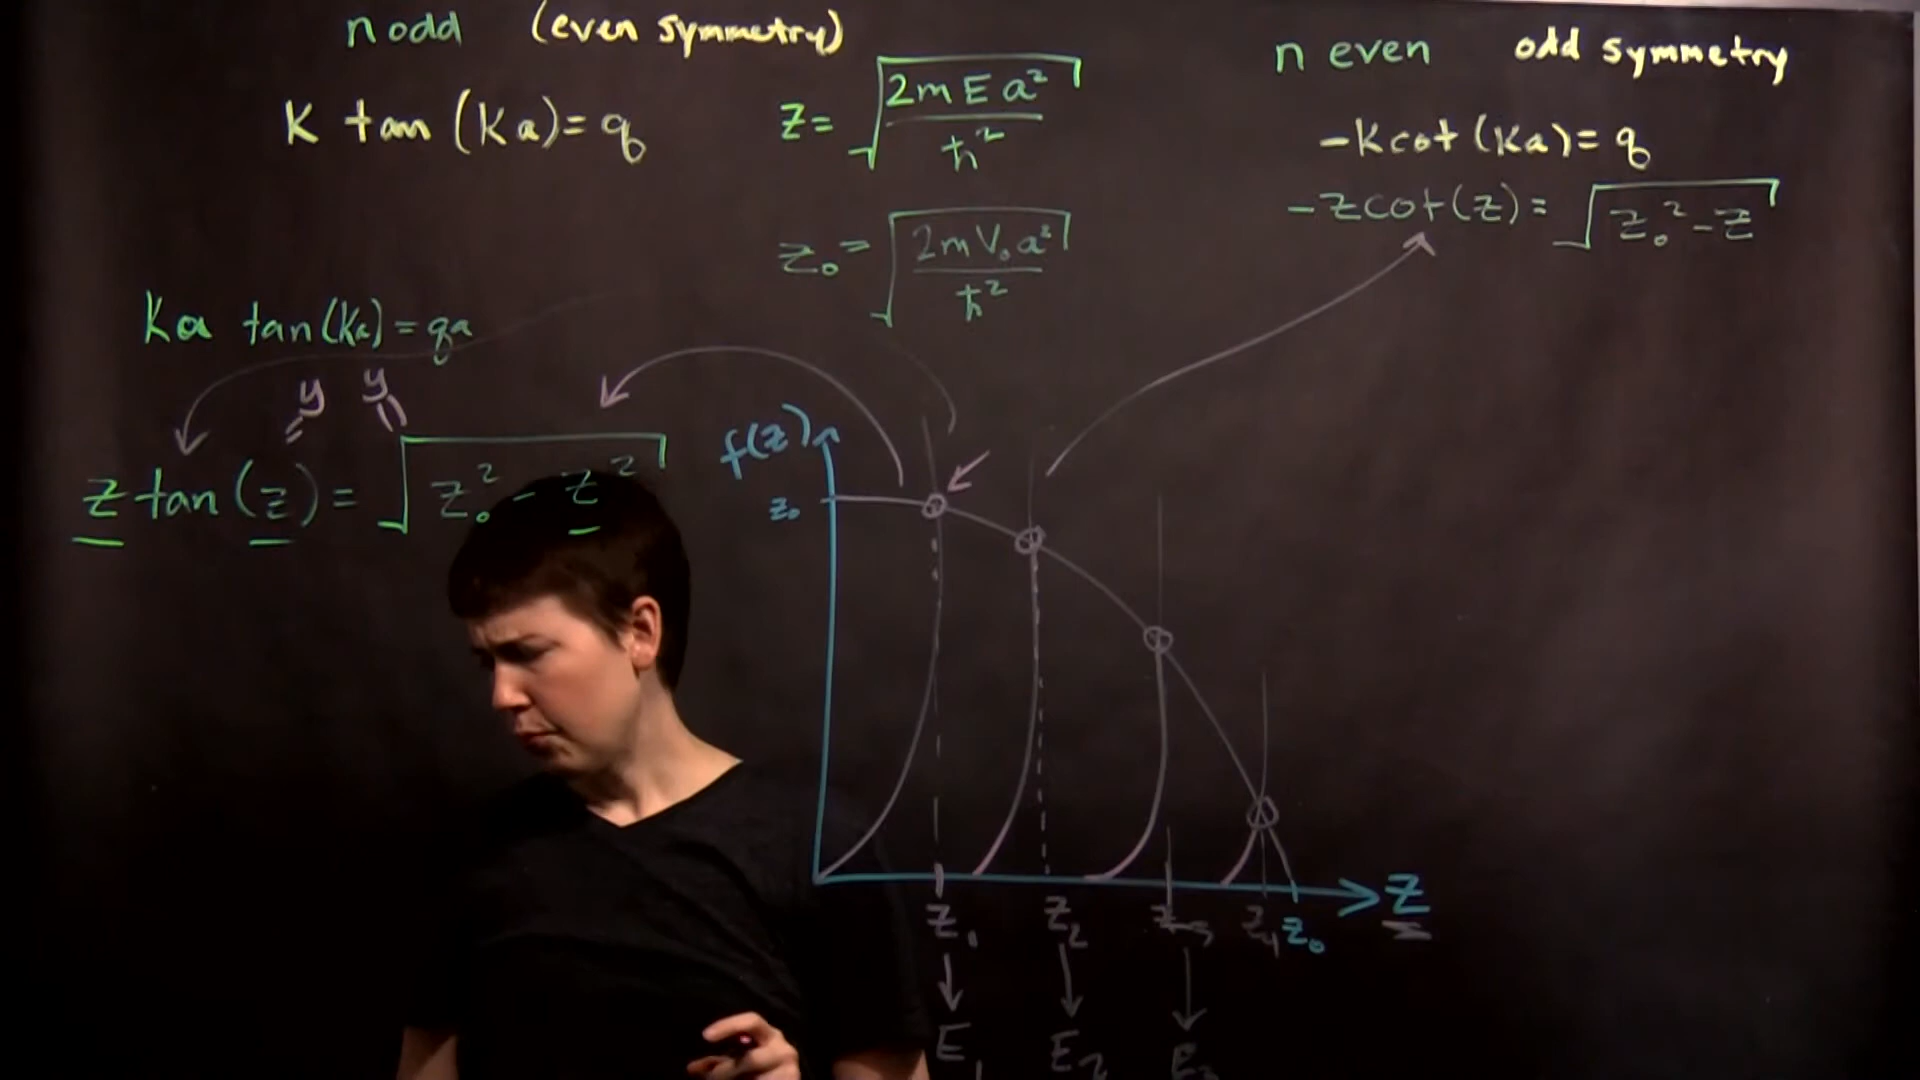 n odd (even symmetry)
K tan (Ka) = q
Z = √(2mEa² / ħ²)
z₀ = √(2mV₀a² / ħ²)
n even odd symmetry
-K cot (Ka) = q
-z cot(z) = √(z₀² - z)
Ka tan(Ka) = qa
y y
z tan(z) = √(z₀² - z²)
f(z)
z₀
Z
z₁ z₂ z₃ z₄ z₀
E₁ E₂ E₃